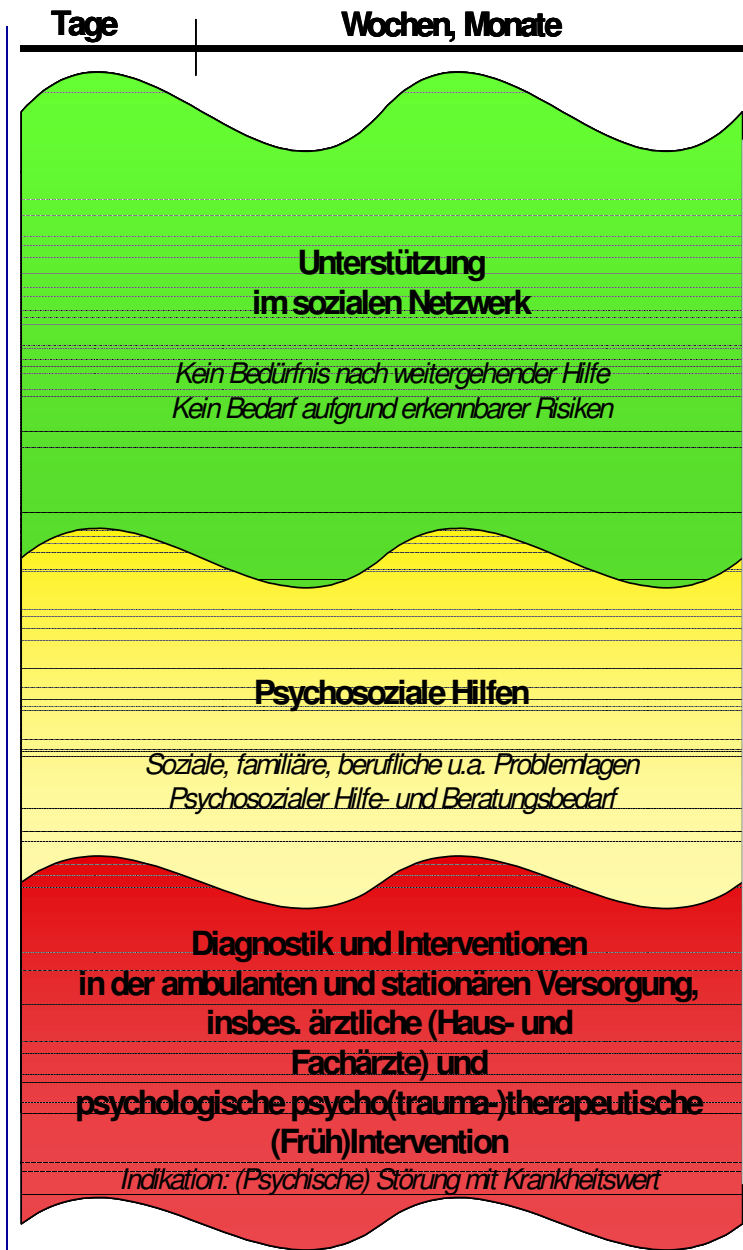 Tage Wochen, Monate
Unterstützung
im sozialen Netzwerk
Kein Bedürfnis nach weitergehender Hilfe
Kein Bedarf aufgrund erkennbarer Risiken
Psychosoziale Hilfen
Soziale, familiäre, berufliche u.a. Problemlagen
Psychosozialer Hilfe- und Beratungsbedarf
Diagnostik und Interventionen
in der ambulanten und stationären Versorgung,
insbes. ärztliche (Haus- und
Fachärzte) und
psychologische psycho(trauma-)therapeutische
(Früh)Intervention
Indikation: (Psychische) Störung mit Krankheitswert